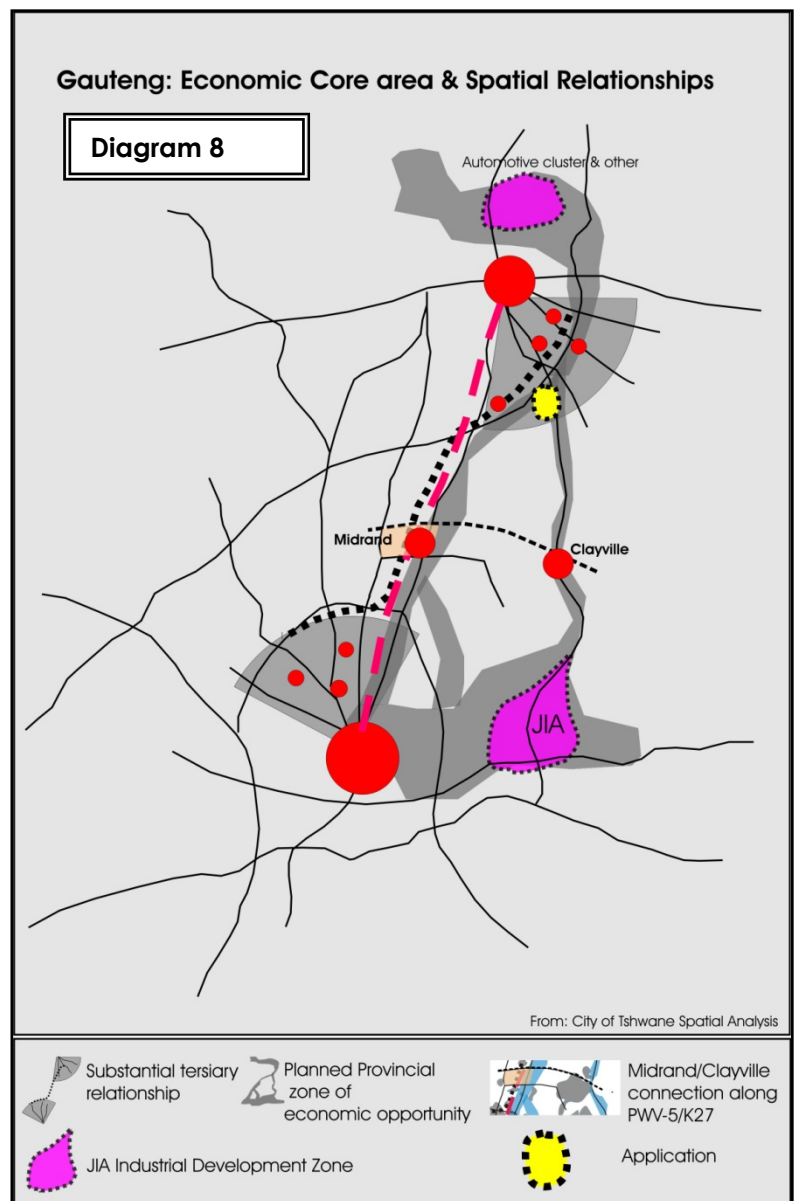 Gauteng: Economic Core area & Spatial Relationships
Diagram 8
Automotive cluster & other
Midrand
Clayville
JIA
From: City of Tshwane Spatial Analysis
Substantial tersiary
relationship
Planned Provincial
zone of
economic opportunity
Midrand/Clayville
connection along
PWV-5/K27
JIA Industrial Development Zone
Application